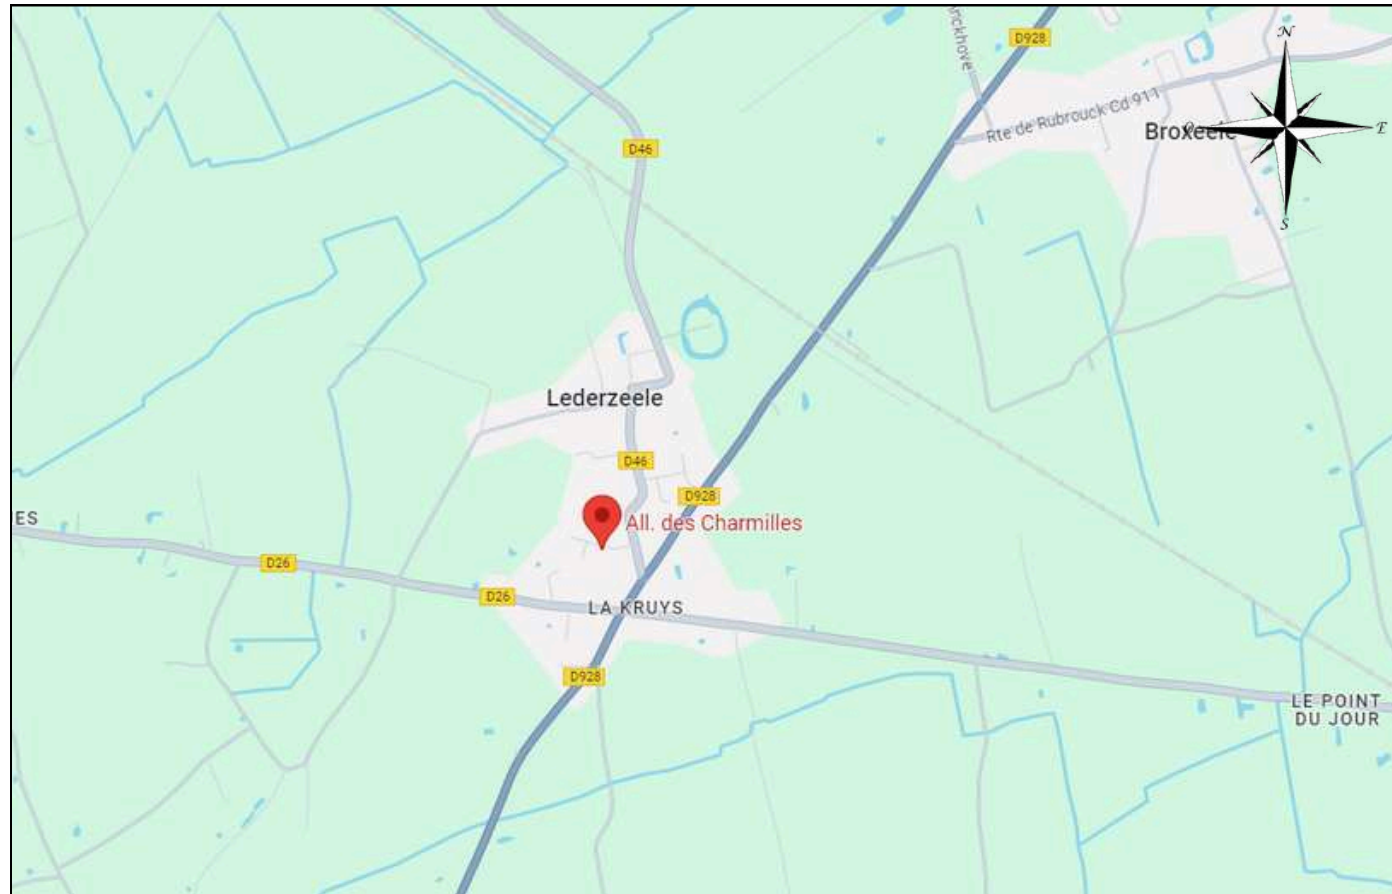 D928
N
Rte de Rubrouck Cd 911
Broxeele
E
S
D46
Lederzeele
D46
D928
All. des Charmilles
ES
D26
D26
LA KRUYS
D928
LE POINT
DU JOUR